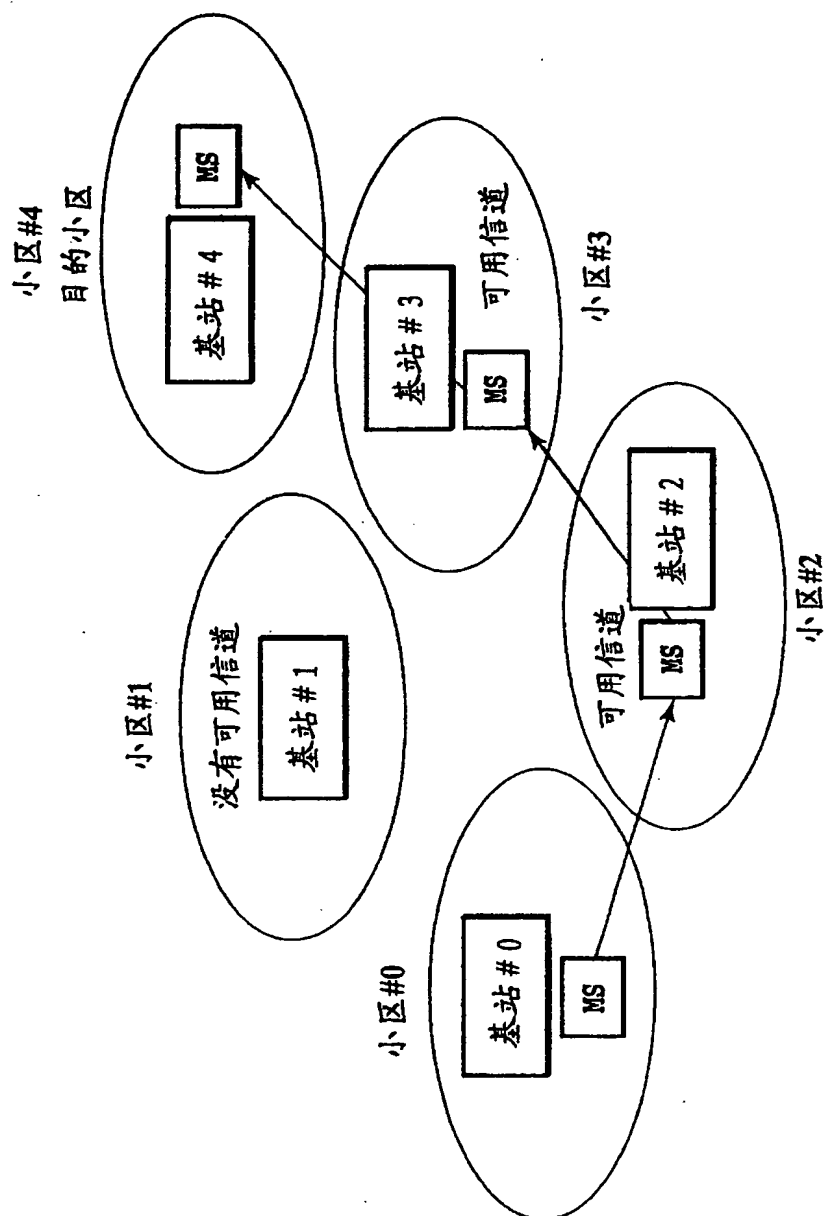 小区#0
基站#0
MS
小区#1
没有可用信道
基站#1
可用信道
MS
基站#2
小区#2
基站#3
MS
可用信道
小区#3
小区#4
目的小区
基站#4
MS